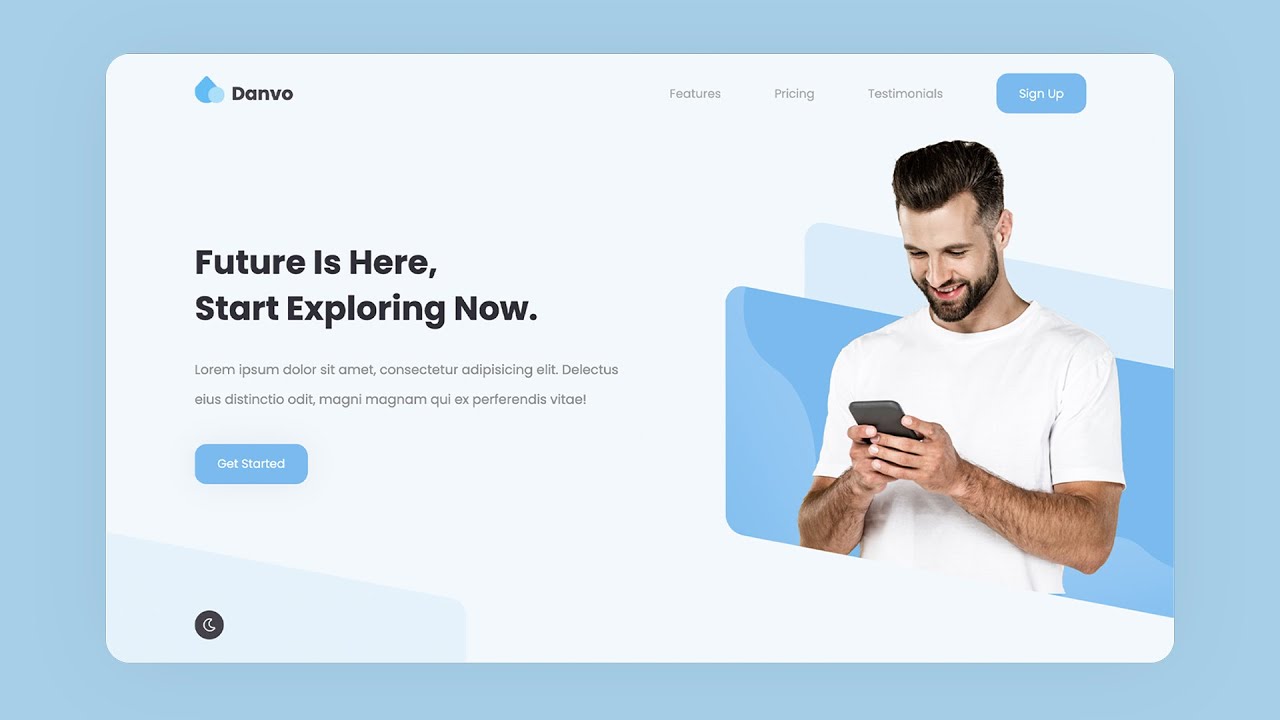 Danvo
Features
Pricing
Testimonials
Sign Up
Future Is Here,
Start Exploring Now.
Lorem ipsum dolor sit amet, consectetur adipisicing elit. Delectus
eius distinctio odit, magni magnam qui ex perferendis vitae!
Get Started